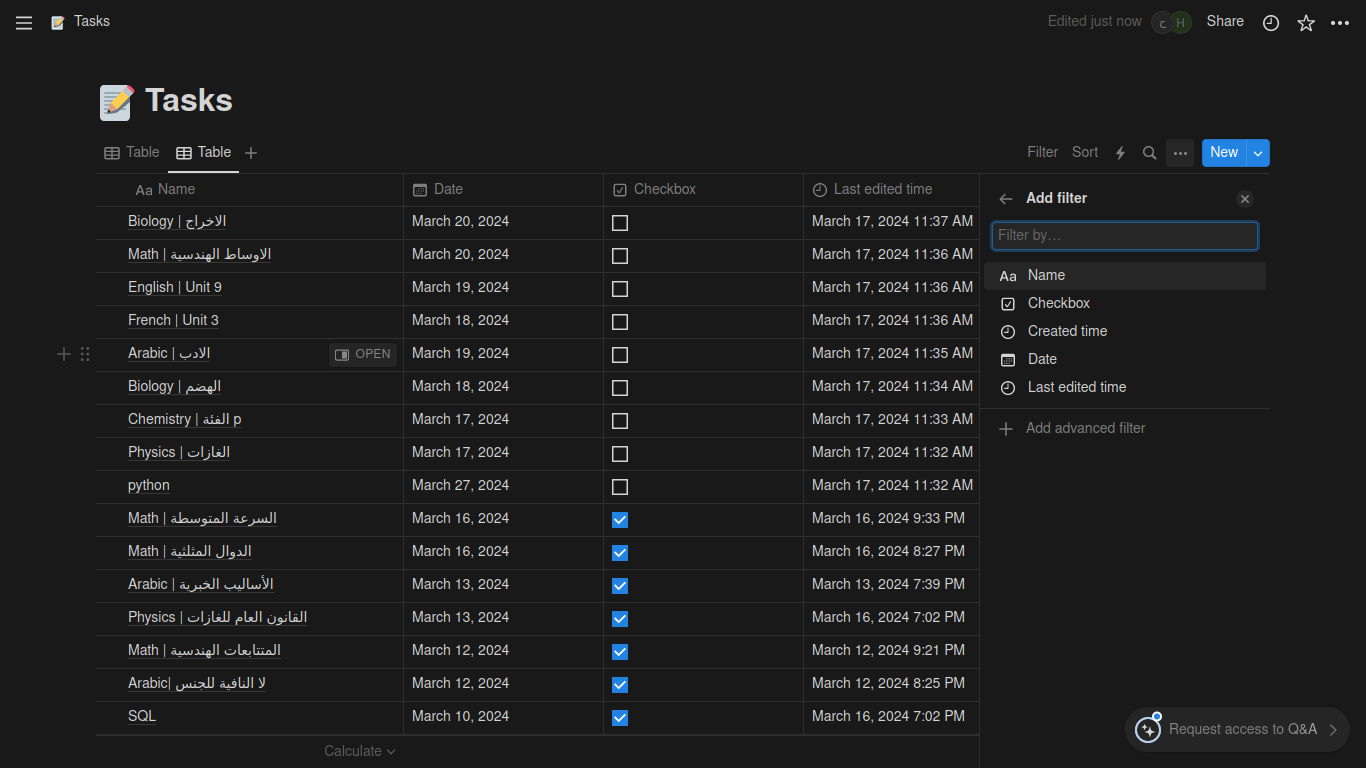 Tasks
Edited just now ح H Share
Tasks
Table Table
Filter Sort New
Aa Name Date Checkbox Last edited time
Biology | الاخراج March 20, 2024 March 17, 2024 11:37 AM
Math | الاوساط الهندسية March 20, 2024 March 17, 2024 11:36 AM
English | Unit 9 March 19, 2024 March 17, 2024 11:36 AM
French | Unit 3 March 18, 2024 March 17, 2024 11:36 AM
Arabic | الادب OPEN March 19, 2024 March 17, 2024 11:35 AM
Biology | الهضم March 18, 2024 March 17, 2024 11:34 AM
Chemistry | الفئة p March 17, 2024 March 17, 2024 11:33 AM
Physics | الغازات March 17, 2024 March 17, 2024 11:32 AM
python March 27, 2024 March 17, 2024 11:32 AM
Math | السرعة المتوسطة March 16, 2024 March 16, 2024 9:33 PM
Math | الدوال المثلثية March 16, 2024 March 16, 2024 8:27 PM
Arabic | الأساليب الخبرية March 13, 2024 March 13, 2024 7:39 PM
Physics | القانون العام للغازات March 13, 2024 March 16, 2024 7:02 PM
Math | المتتابعات الهندسية March 12, 2024 March 12, 2024 9:21 PM
Arabic| لا النافية للجنس March 12, 2024 March 12, 2024 8:25 PM
SQL March 10, 2024 March 16, 2024 7:02 PM
Calculate
Add filter
Filter by…
Aa Name
Checkbox
Created time
Date
Last edited time
Add advanced filter
Request access to Q&A